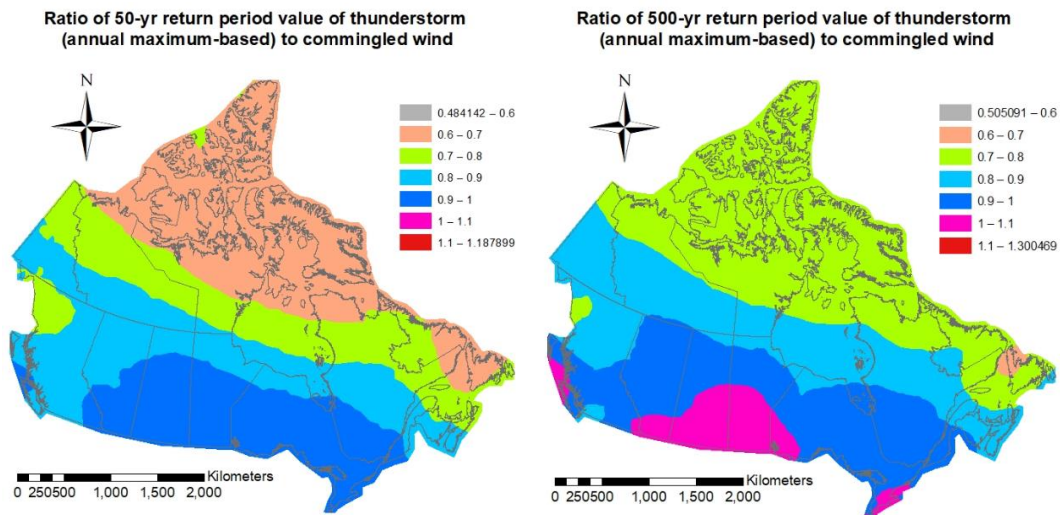 Ratio of 50-yr return period value of thunderstorm
(annual maximum-based) to commingled wind
N
0.484142 – 0.6
0.6 – 0.7
0.7 – 0.8
0.8 – 0.9
0.9 – 1
1 – 1.1
1.1 – 1.187899
Kilometers
0 250500 1,000 1,500 2,000
Ratio of 500-yr return period value of thunderstorm
(annual maximum-based) to commingled wind
N
0.505091 – 0.6
0.6 – 0.7
0.7 – 0.8
0.8 – 0.9
0.9 – 1
1 – 1.1
1.1 – 1.300469
Kilometers
0 250500 1,000 1,500 2,000